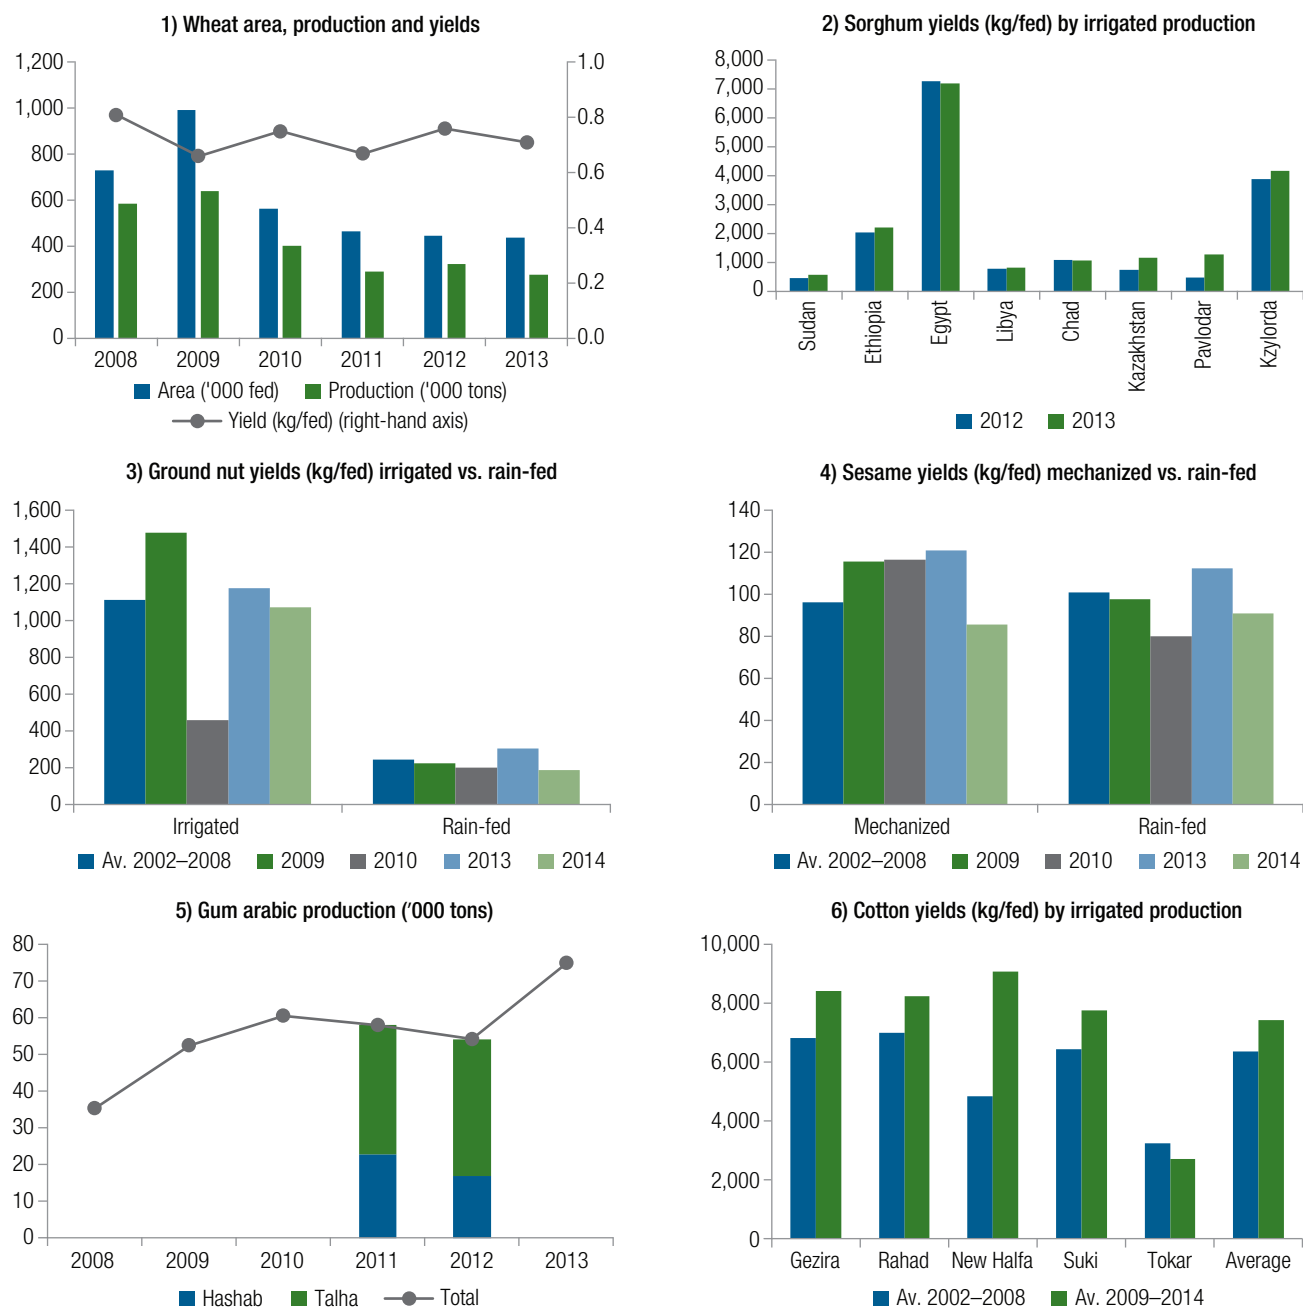 1) Wheat area, production and yields
1,200
1,000
800
600
400
200
0
1.0
0.8
0.6
0.4
0.2
0.0
2008 2009 2010 2011 2012 2013
Area ('000 fed) Production ('000 tons)
Yield (kg/fed) (right-hand axis)
2) Sorghum yields (kg/fed) by irrigated production
8,000
7,000
6,000
5,000
4,000
3,000
2,000
1,000
0
Sudan
Ethiopia
Egypt
Libya
Chad
Kazakhstan
Pavlodar
Kzylorda
2012 2013
3) Ground nut yields (kg/fed) irrigated vs. rain-fed
1,600
1,400
1,200
1,000
800
600
400
200
0
Irrigated Rain-fed
Av. 2002–2008 2009 2010 2013 2014
4) Sesame yields (kg/fed) mechanized vs. rain-fed
140
120
100
80
60
40
20
0
Mechanized Rain-fed
Av. 2002–2008 2009 2010 2013 2014
5) Gum arabic production ('000 tons)
80
70
60
50
40
30
20
10
0
2008 2009 2010 2011 2012 2013
Hashab Talha Total
6) Cotton yields (kg/fed) by irrigated production
10,000
8,000
6,000
4,000
2,000
0
Gezira Rahad New Halfa Suki Tokar Average
Av. 2002–2008 Av. 2009–2014